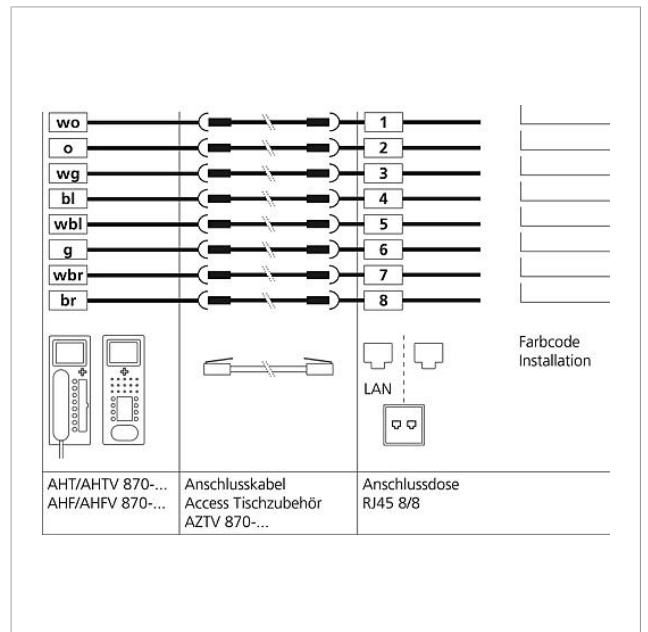 wo 1
o 2
wg 3
bl 4
wbl 5
g 6
wbr 7
br 8
LAN
Farbcode
Installation
AHT/AHTV 870-...
AHF/AHFV 870-...
Anschlusskabel
Access Tischzubehör
AZTV 870-...
Anschlussdose
RJ45 8/8